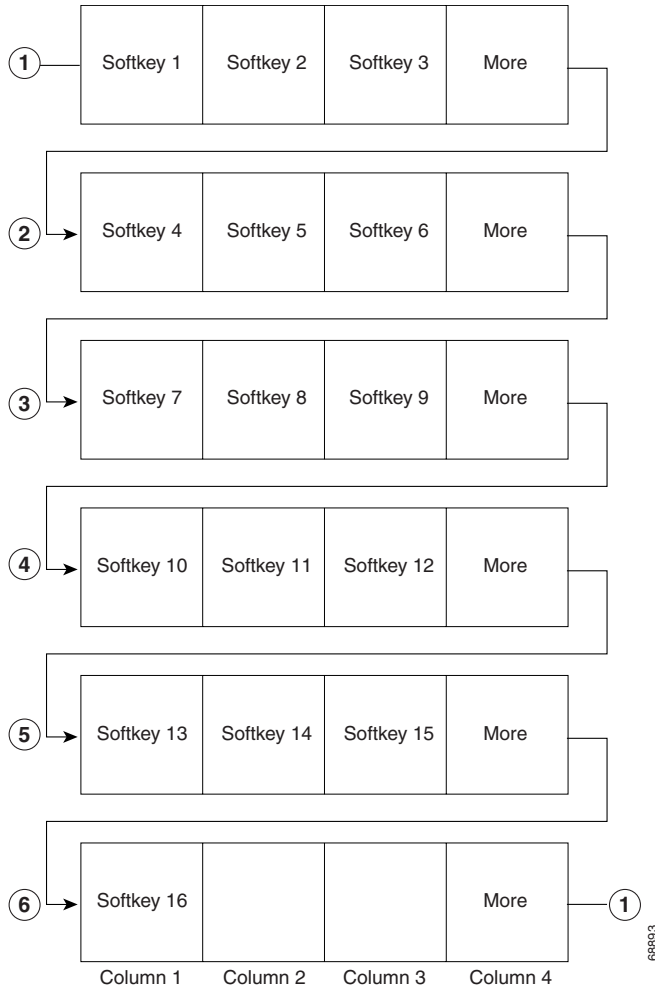 1 Softkey 1 Softkey 2 Softkey 3 More
2 Softkey 4 Softkey 5 Softkey 6 More
3 Softkey 7 Softkey 8 Softkey 9 More
4 Softkey 10 Softkey 11 Softkey 12 More
5 Softkey 13 Softkey 14 Softkey 15 More
6 Softkey 16 More 1
Column 1 Column 2 Column 3 Column 4
68893